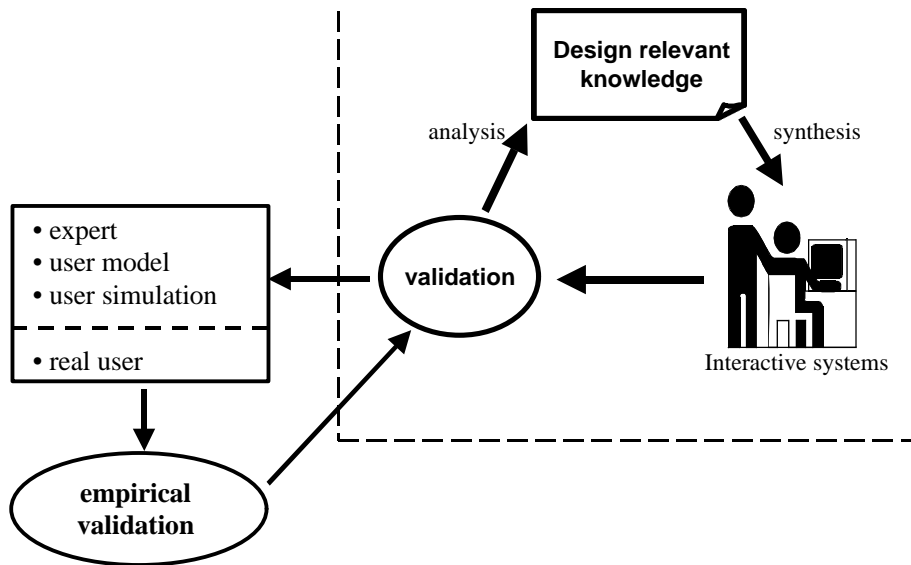 Design relevant
knowledge
analysis
synthesis
• expert
• user model
• user simulation
• real user
validation
Interactive systems
empirical
validation